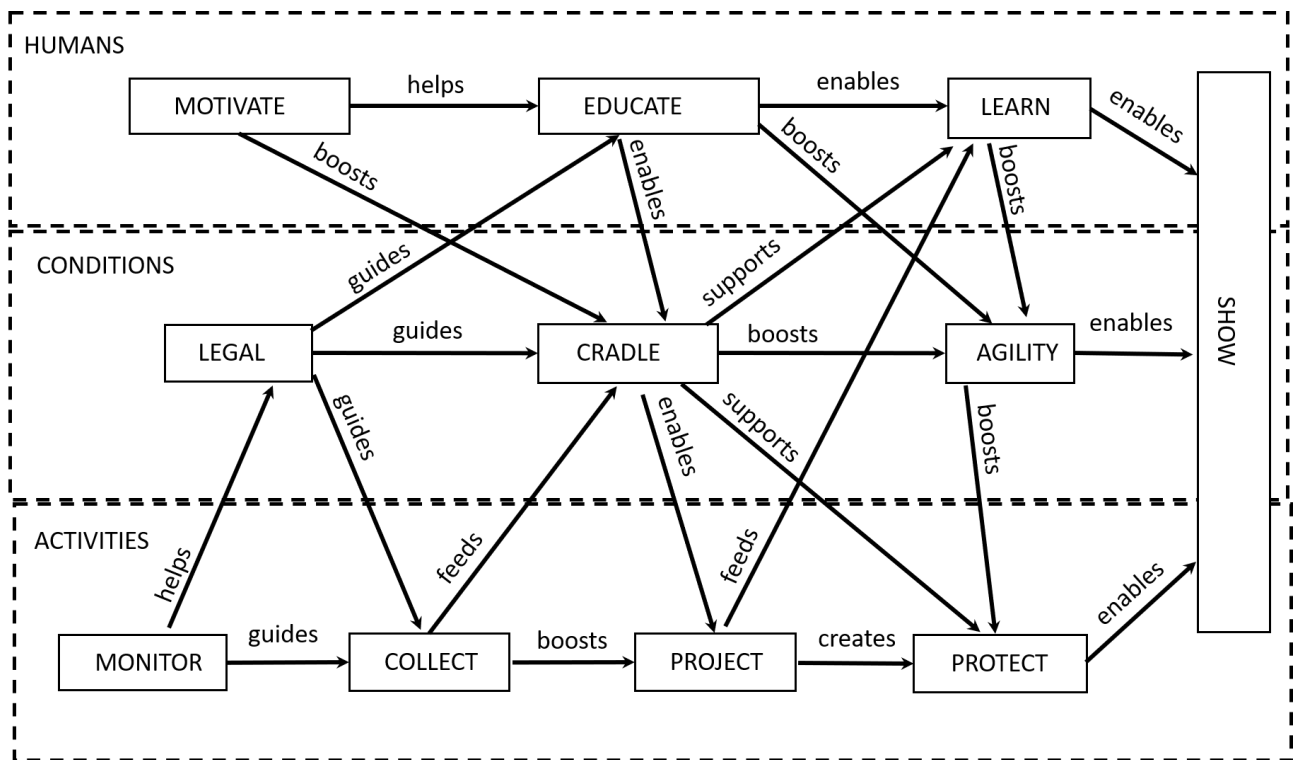 HUMANS
MOTIVATE
helps
EDUCATE
enables
LEARN
enables
boosts
enables
boosts
boosts
CONDITIONS
guides
supports
LEGAL
guides
CRADLE
boosts
AGILITY
enables
SHOW
guides
enables
supports
boosts
ACTIVITIES
helps
feeds
feeds
enables
MONITOR
guides
COLLECT
boosts
PROJECT
creates
PROTECT